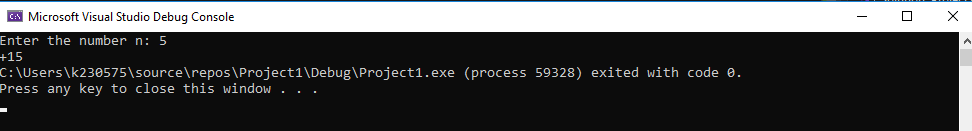 Microsoft Visual Studio Debug Console
Enter the number n: 5
+15
C:\Users\k230575\source\repos\Project1\Debug\Project1.exe (process 59328) exited with code 0.
Press any key to close this window . . .